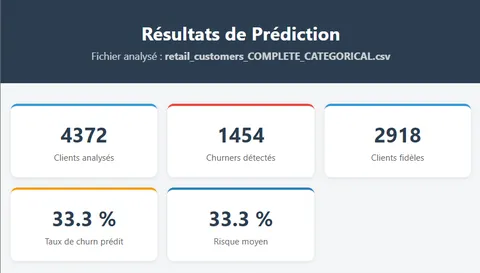 Résultats de Prédiction
Fichier analysé : retail_customers_COMPLETE_CATEGORICAL.csv
4372
Clients analysés
1454
Churners détectés
2918
Clients fidèles
33.3 %
Taux de churn prédit
33.3 %
Risque moyen